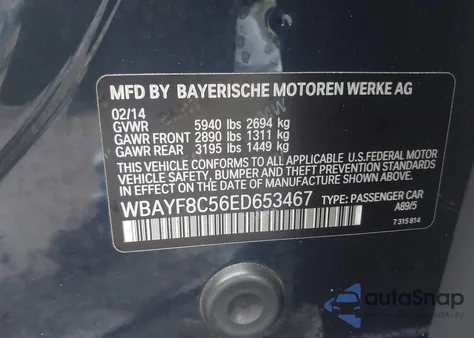 MFD BY BAYERISCHE MOTOREN WERKE AG
02/14
GVWR 5940 lbs 2694 kg
GAWR FRONT 2890 lbs 1311 kg
GAWR REAR 3195 lbs 1449 kg
THIS VEHICLE CONFORMS TO ALL APPLICABLE U.S.FEDERAL MOTOR
VEHICLE SAFETY, BUMPER AND THEFT PREVENTION STANDARDS
IN EFFECT ON THE DATE OF MANUFACTURE SHOWN ABOVE.
WBAYF8C56ED653467 TYPE: PASSENGER CAR
A89/5
7315814
autoSnap